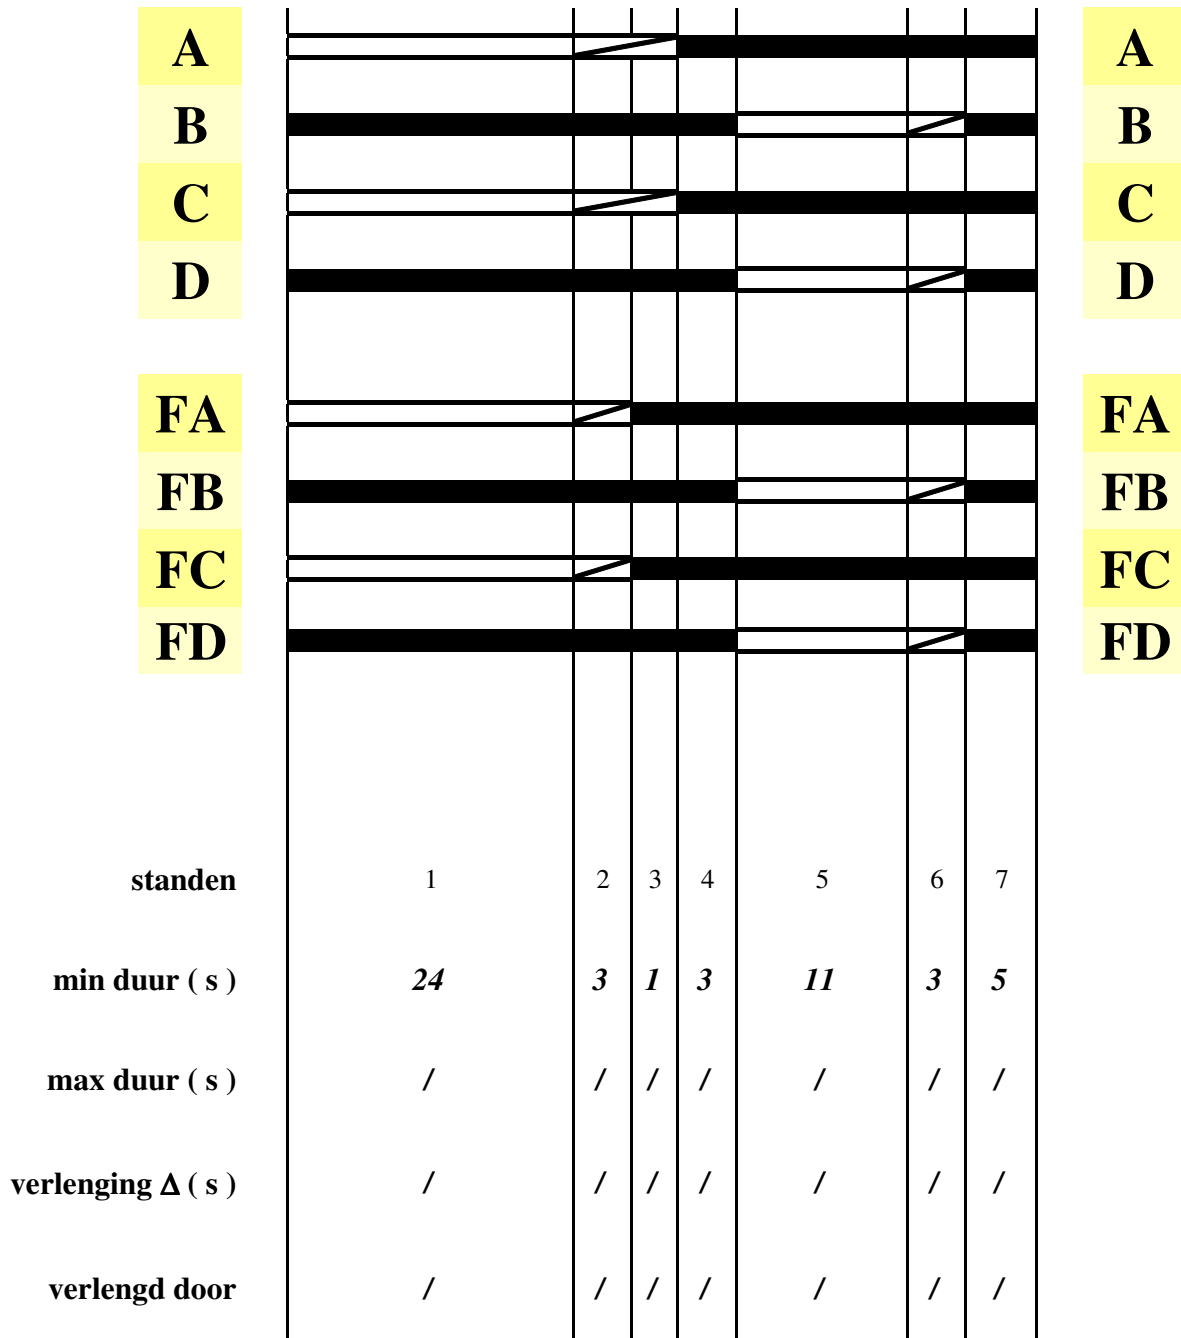 A A
B B
C C
D D
FA FA
FB FB
FC FC
FD FD
standen 1 2 3 4 5 6 7
min duur ( s ) 24 3 1 3 11 3 5
max duur ( s ) / / / / / / /
verlenging Δ ( s ) / / / / / / /
verlengd door / / / / / / /